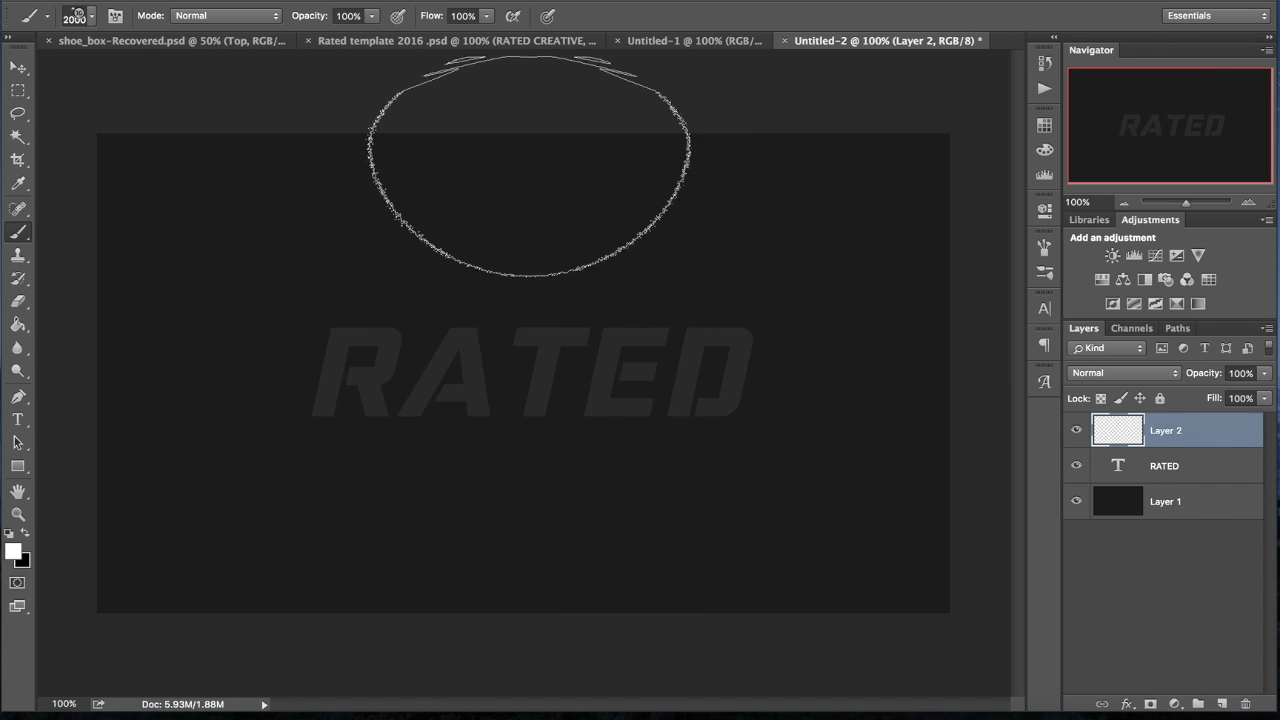 2000 Mode: Normal Opacity: 100% Flow: 100% Essentials
shoe_box-Recovered.psd @ 50% (Top, RGB/... Rated template 2016 .psd @ 100% (RATED CREATIVE, ... Untitled-1 @ 100% (RGB/... Untitled-2 @ 100% (Layer 2, RGB/8) *
Navigator
RATED
100%
Libraries Adjustments
Add an adjustment
Layers Channels Paths
Kind
Normal Opacity: 100%
Lock: Fill: 100%
Layer 2
RATED
Layer 1
RATED
100% Doc: 5.93M/1.88M